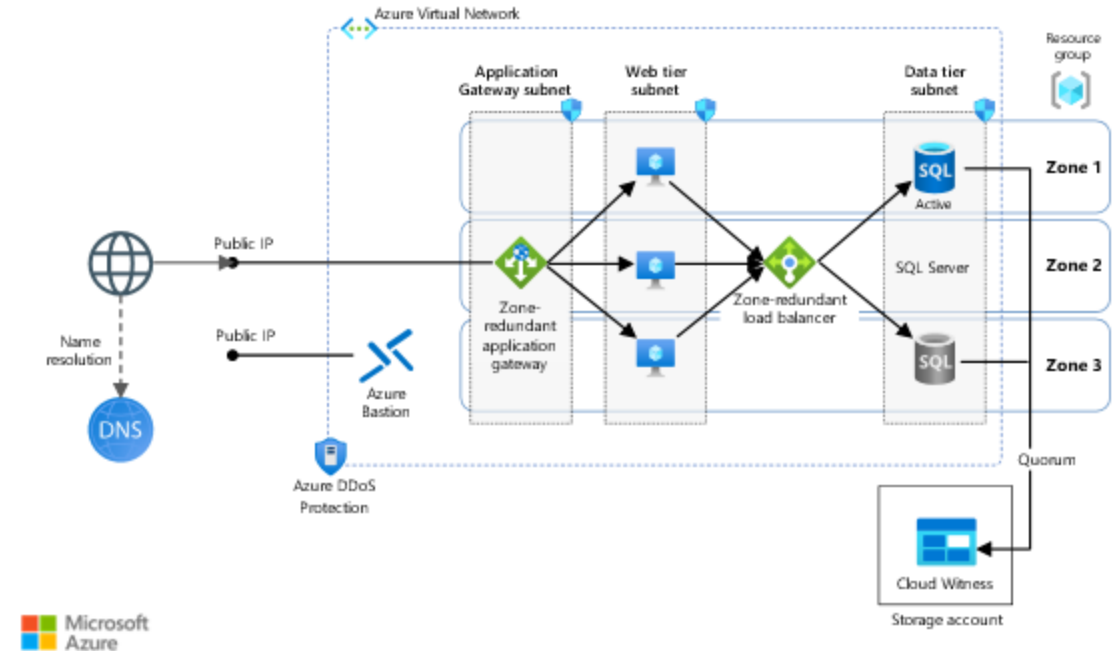 Azure Virtual Network
Resource
group
Application
Gateway subnet
Web tier
subnet
Data tier
subnet
SQL
Active
Zone 1
Public IP
Zone-
redundant
application
gateway
Zone-redundant
load balancer
SQL Server
Zone 2
Public IP
Name
resolution
Azure
Bastion
SQL
Zone 3
DNS
Azure DDoS
Protection
Quorum
Cloud Witness
Storage account
Microsoft
Azure